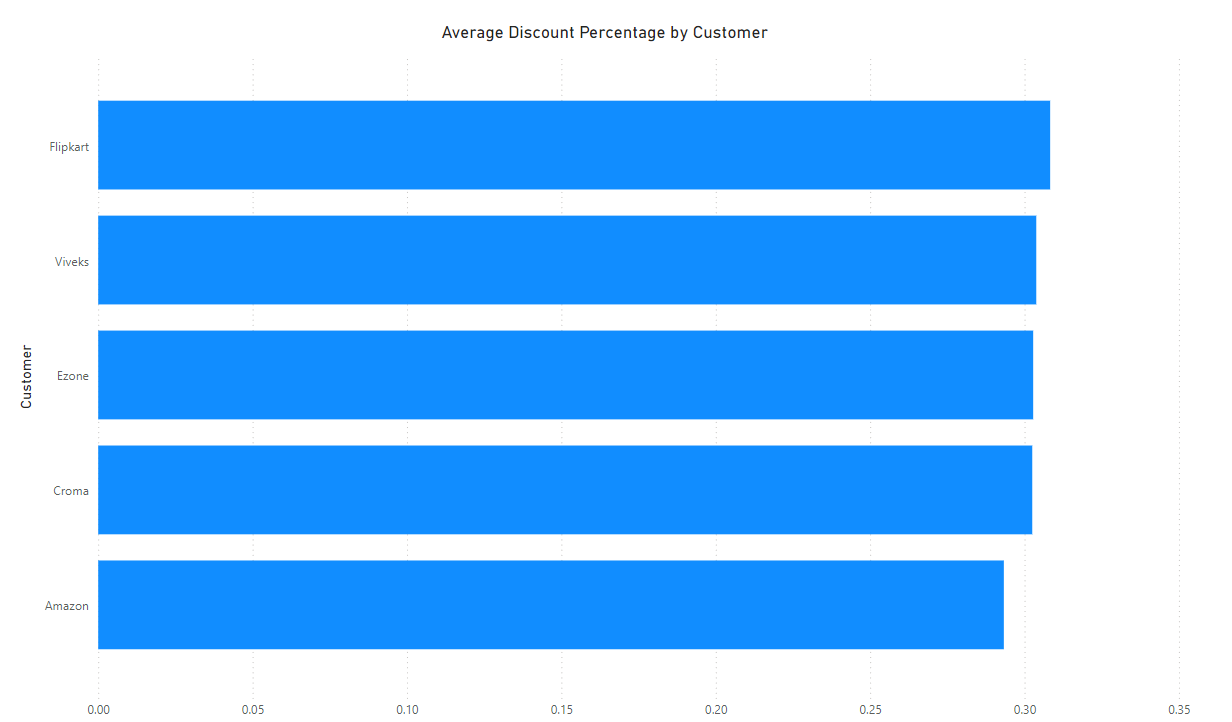 Average Discount Percentage by Customer
Customer
Flipkart
Viveks
Ezone
Croma
Amazon
0.00 0.05 0.10 0.15 0.20 0.25 0.30 0.35